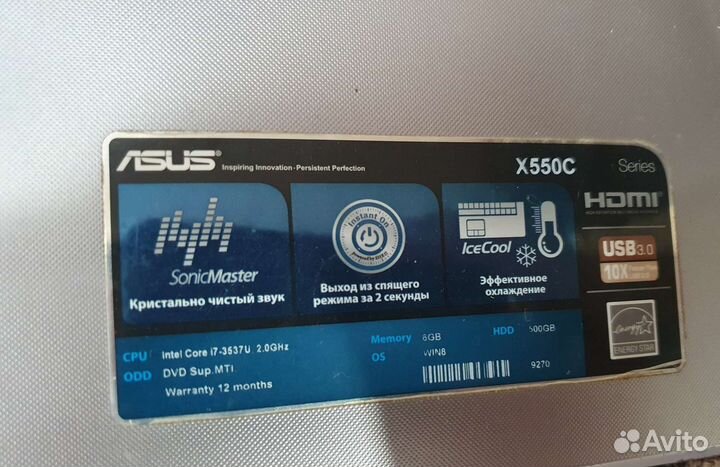 ASUS Inspiring Innovation · Persistent Perfection X550C Series
SonicMaster
Кристально чистый звук
Instant On
Выход из спящего
режима за 2 секунды
IceCool
Эффективное
охлаждение
HDMI
USB 3.0
10X
energy
ENERGY STAR
CPU Intel Core i7-3537U 2.0GHz
ODD DVD Sup.MTI
Warranty 12 months
Memory 8GB HDD 500GB
OS WIN8
9270
Avito